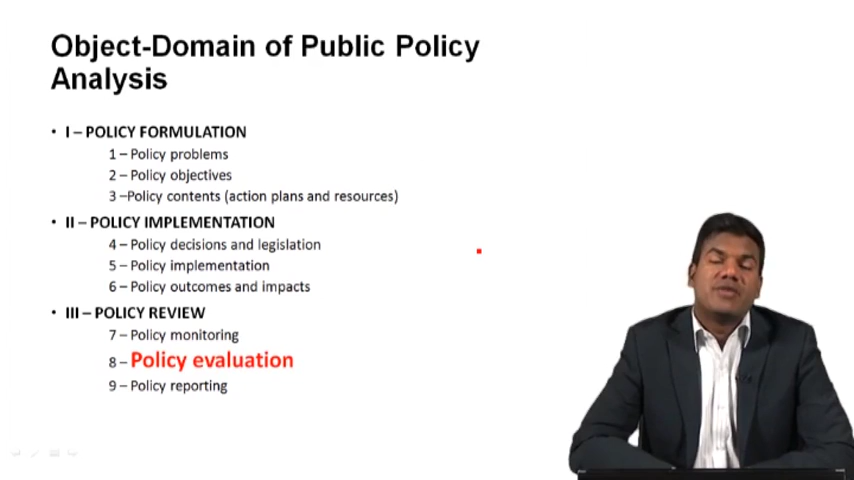 Object-Domain of Public Policy
Analysis
• I – POLICY FORMULATION
1 – Policy problems
2 – Policy objectives
3 –Policy contents (action plans and resources)
• II – POLICY IMPLEMENTATION
4 – Policy decisions and legislation
5 – Policy implementation
6 – Policy outcomes and impacts
• III – POLICY REVIEW
7 – Policy monitoring
8 – Policy evaluation
9 – Policy reporting